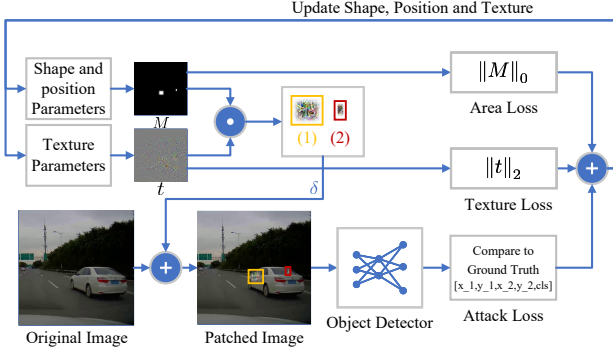 Update Shape, Position and Texture
Shape and
position
Parameters
M
‖M‖₀
Area Loss
(1) (2)
Texture
Parameters
t
δ
‖t‖₂
Texture Loss
Original Image
Patched Image
Object Detector
Compare to
Ground Truth
[x_1,y_1,x_2,y_2,cls]
Attack Loss